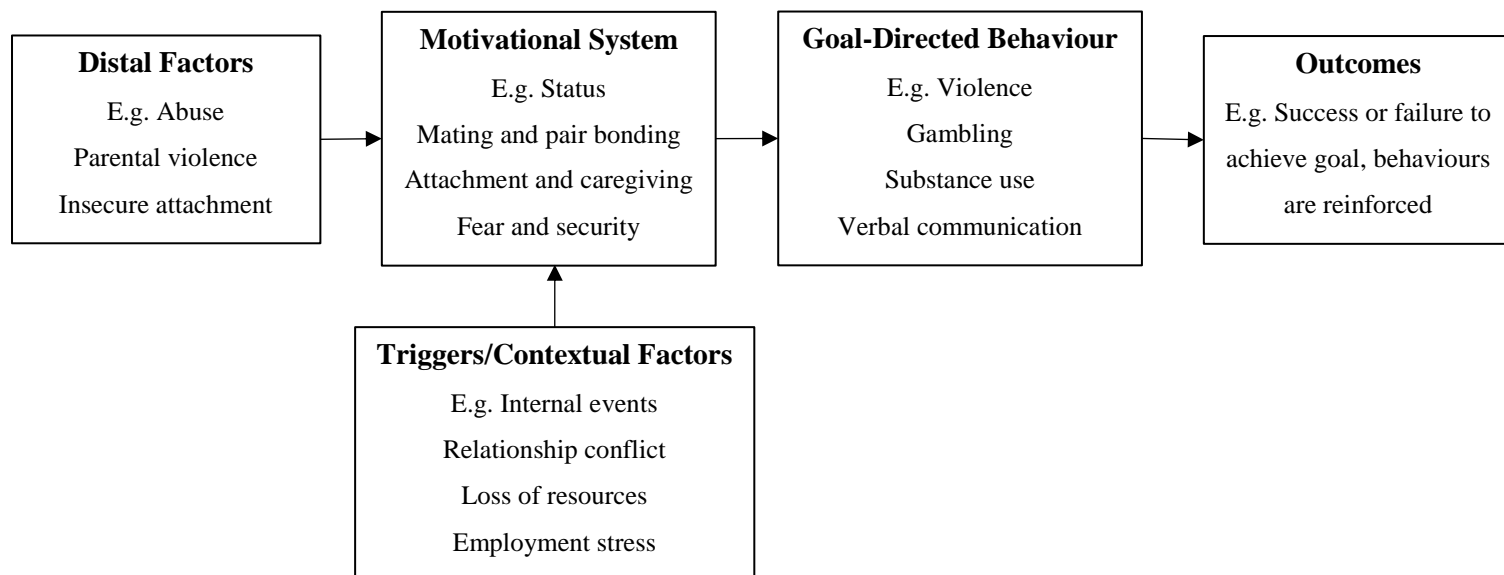 Distal Factors
E.g. Abuse
Parental violence
Insecure attachment
Motivational System
E.g. Status
Mating and pair bonding
Attachment and caregiving
Fear and security
Goal-Directed Behaviour
E.g. Violence
Gambling
Substance use
Verbal communication
Outcomes
E.g. Success or failure to
achieve goal, behaviours
are reinforced
Triggers/Contextual Factors
E.g. Internal events
Relationship conflict
Loss of resources
Employment stress